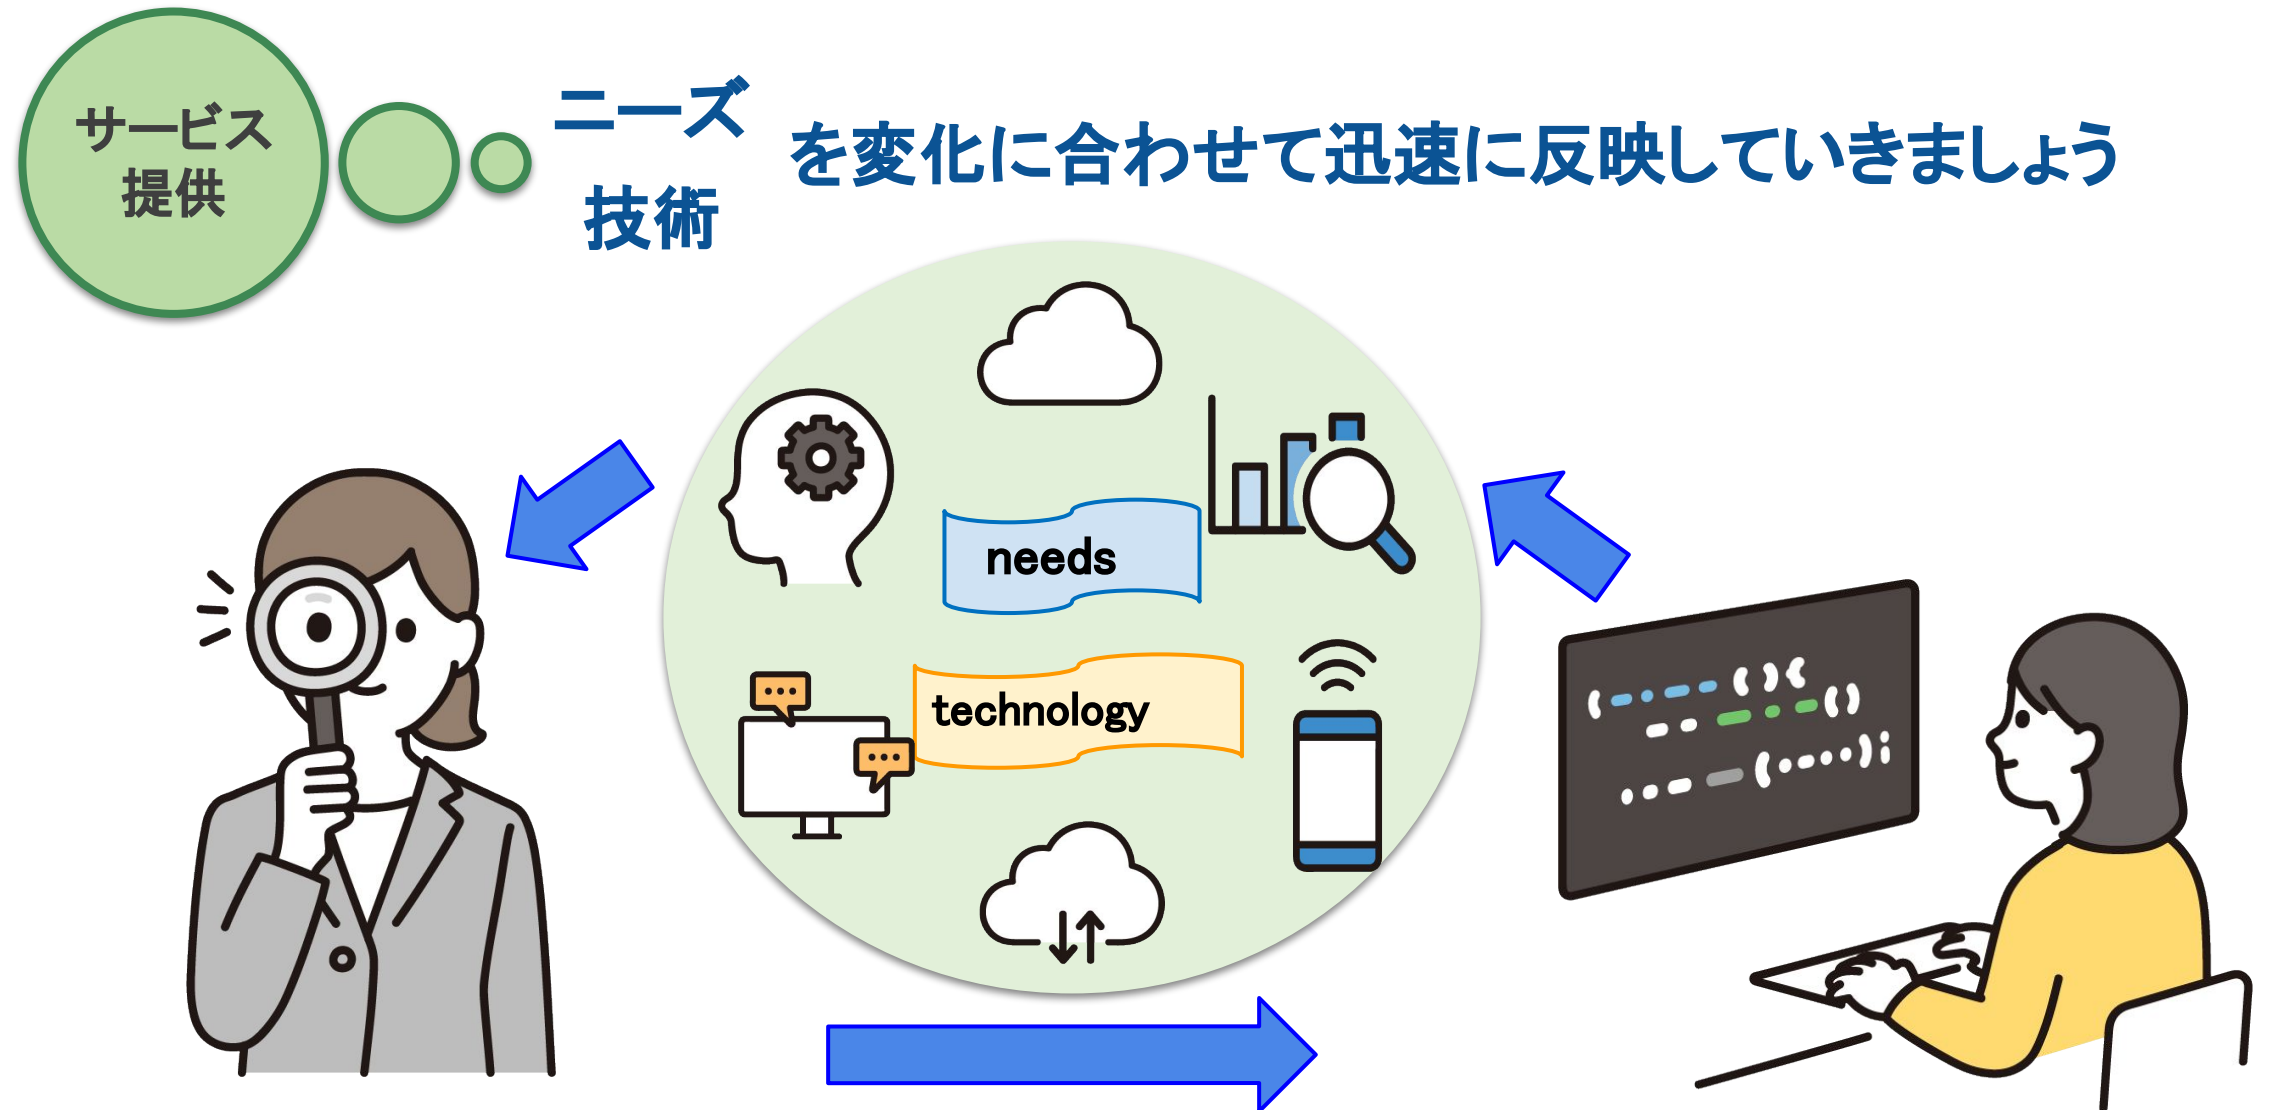 サービス
提供
ニーズ
技術
を変化に合わせて迅速に反映していきましょう
needs
technology